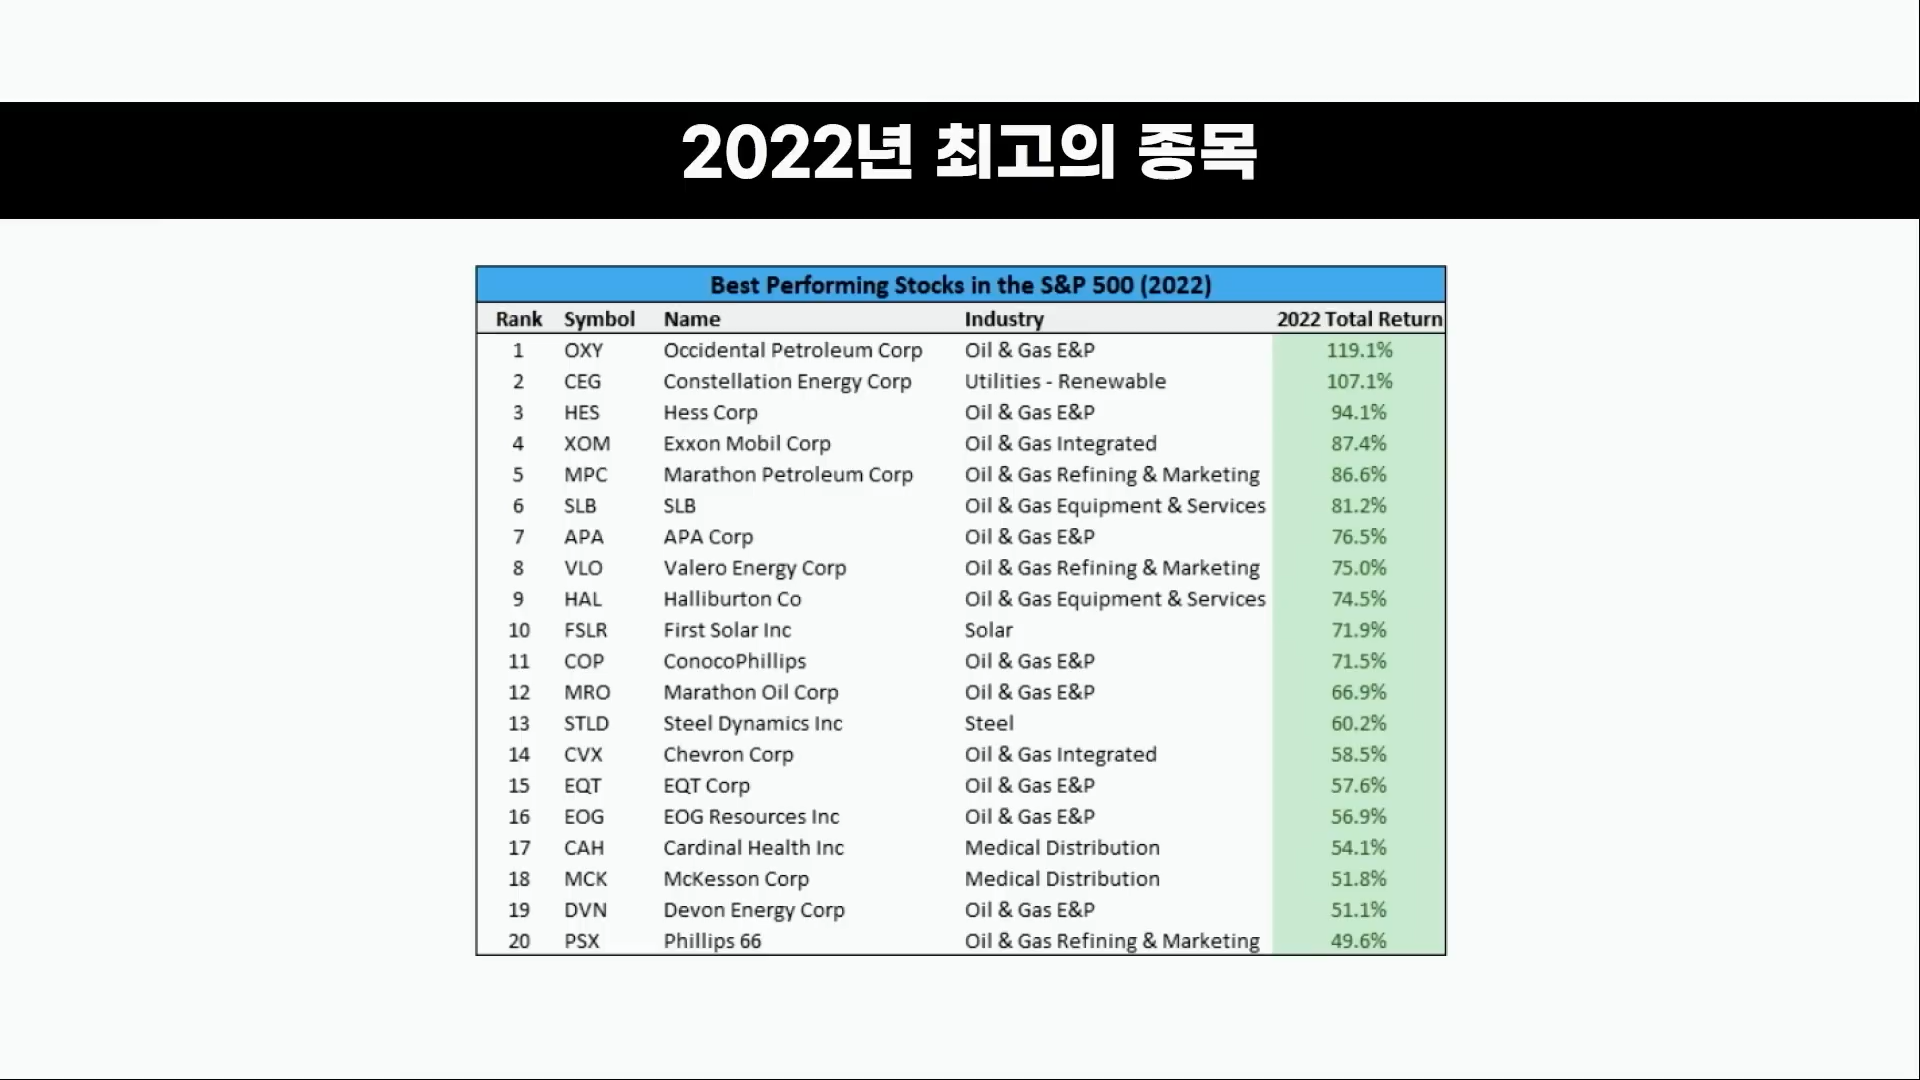 2022년 최고의 종목
Best Performing Stocks in the S&P 500 (2022)
Rank Symbol Name Industry 2022 Total Return
1 OXY Occidental Petroleum Corp Oil & Gas E&P 119.1%
2 CEG Constellation Energy Corp Utilities - Renewable 107.1%
3 HES Hess Corp Oil & Gas E&P 94.1%
4 XOM Exxon Mobil Corp Oil & Gas Integrated 87.4%
5 MPC Marathon Petroleum Corp Oil & Gas Refining & Marketing 86.6%
6 SLB SLB Oil & Gas Equipment & Services 81.2%
7 APA APA Corp Oil & Gas E&P 76.5%
8 VLO Valero Energy Corp Oil & Gas Refining & Marketing 75.0%
9 HAL Halliburton Co Oil & Gas Equipment & Services 74.5%
10 FSLR First Solar Inc Solar 71.9%
11 COP ConocoPhillips Oil & Gas E&P 71.5%
12 MRO Marathon Oil Corp Oil & Gas E&P 66.9%
13 STLD Steel Dynamics Inc Steel 60.2%
14 CVX Chevron Corp Oil & Gas Integrated 58.5%
15 EQT EQT Corp Oil & Gas E&P 57.6%
16 EOG EOG Resources Inc Oil & Gas E&P 56.9%
17 CAH Cardinal Health Inc Medical Distribution 54.1%
18 MCK McKesson Corp Medical Distribution 51.8%
19 DVN Devon Energy Corp Oil & Gas E&P 51.1%
20 PSX Phillips 66 Oil & Gas Refining & Marketing 49.6%